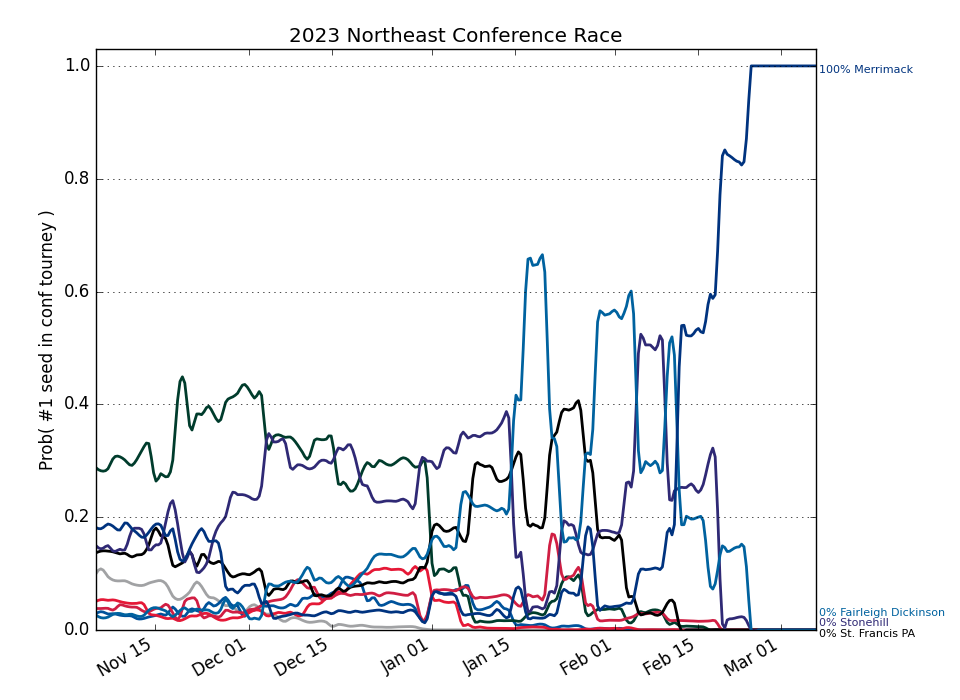 2023 Northeast Conference Race
Prob( #1 seed in conf tourney )
1.0
0.8
0.6
0.4
0.2
0.0
Nov 15
Dec 01
Dec 15
Jan 01
Jan 15
Feb 01
Feb 15
Mar 01
100% Merrimack
0% Fairleigh Dickinson
0% Stonehill
0% St. Francis PA